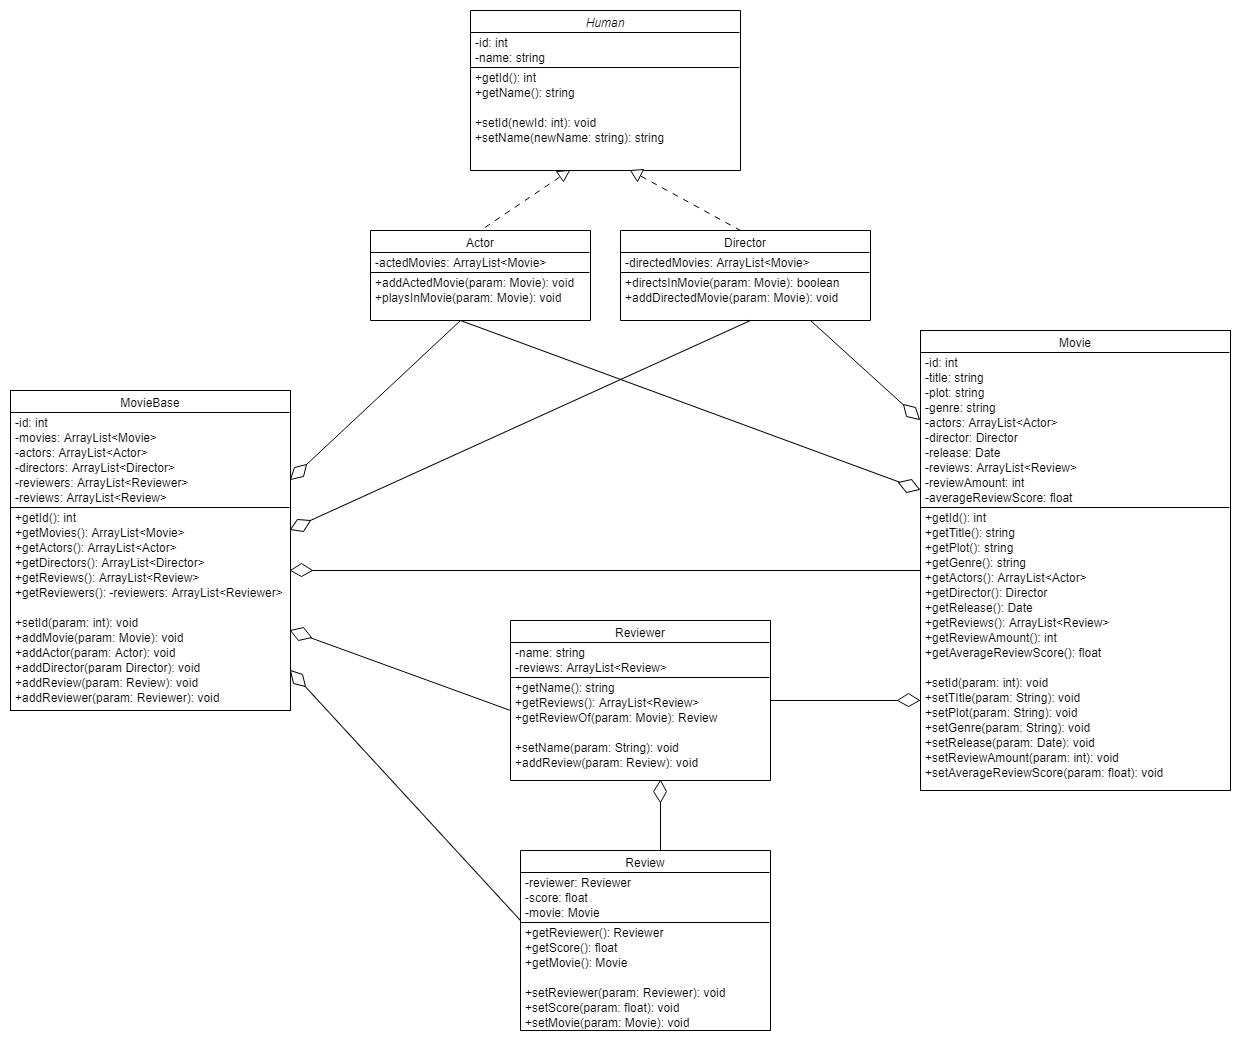 Human
-id: int
-name: string
+getId(): int
+getName(): string
+setId(newId: int): void
+setName(newName: string): string
Actor
-actedMovies: ArrayList<Movie>
+addActedMovie(param: Movie): void
+playsInMovie(param: Movie): void
Director
-directedMovies: ArrayList<Movie>
+directsInMovie(param: Movie): boolean
+addDirectedMovie(param: Movie): void
Movie
-id: int
-title: string
-plot: string
-genre: string
-actors: ArrayList<Actor>
-director: Director
-release: Date
-reviews: ArrayList<Review>
-reviewAmount: int
-averageReviewScore: float
+getId(): int
+getTitle(): string
+getPlot(): string
+getGenre(): string
+getActors(): ArrayList<Actor>
+getDirector(): Director
+getRelease(): Date
+getReviews(): ArrayList<Review>
+getReviewAmount(): int
+getAverageReviewScore(): float
+setId(param: int): void
+setTItle(param: String): void
+setPlot(param: String): void
+setGenre(param: String): void
+setRelease(param: Date): void
+setReviewAmount(param: int): void
+setAverageReviewScore(param: float): void
MovieBase
-id: int
-movies: ArrayList<Movie>
-actors: ArrayList<Actor>
-directors: ArrayList<Director>
-reviewers: ArrayList<Reviewer>
-reviews: ArrayList<Review>
+getId(): int
+getMovies(): ArrayList<Movie>
+getActors(): ArrayList<Actor>
+getDirectors(): ArrayList<Director>
+getReviews(): ArrayList<Review>
+getReviewers(): -reviewers: ArrayList<Reviewer>
+setId(param: int): void
+addMovie(param: Movie): void
+addActor(param: Actor): void
+addDirector(param Director): void
+addReview(param: Review): void
+addReviewer(param: Reviewer): void
Reviewer
-name: string
-reviews: ArrayList<Review>
+getName(): string
+getReviews(): ArrayList<Review>
+getReviewOf(param: Movie): Review
+setName(param: String): void
+addReview(param: Review): void
Review
-reviewer: Reviewer
-score: float
-movie: Movie
+getReviewer(): Reviewer
+getScore(): float
+getMovie(): Movie
+setReviewer(param: Reviewer): void
+setScore(param: float): void
+setMovie(param: Movie): void